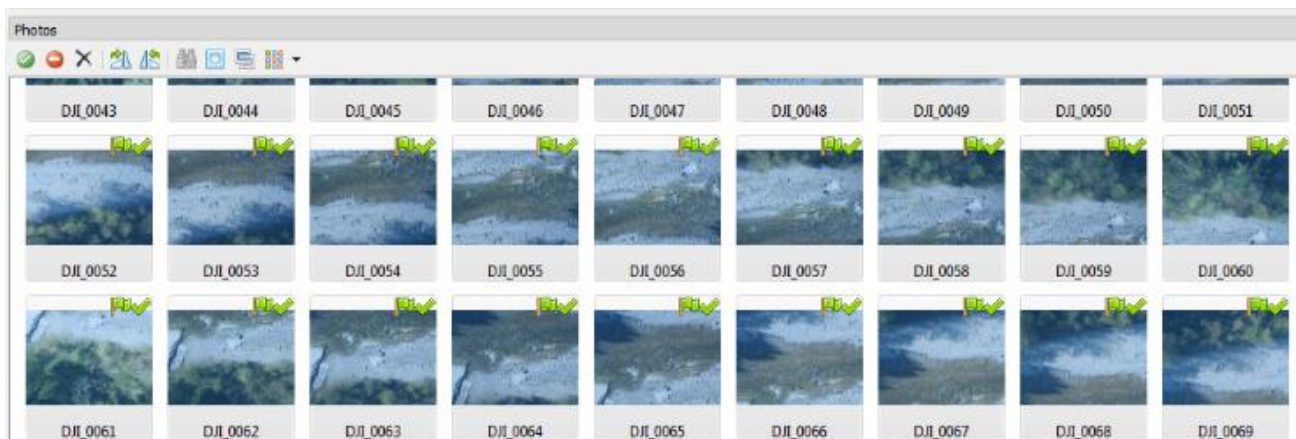 Photos
DJI_0043 DJI_0044 DJI_0045 DJI_0046 DJI_0047 DJI_0048 DJI_0049 DJI_0050 DJI_0051
DJI_0052 DJI_0053 DJI_0054 DJI_0055 DJI_0056 DJI_0057 DJI_0058 DJI_0059 DJI_0060
DJI_0061 DJI_0062 DJI_0063 DJI_0064 DJI_0065 DJI_0066 DJI_0067 DJI_0068 DJI_0069